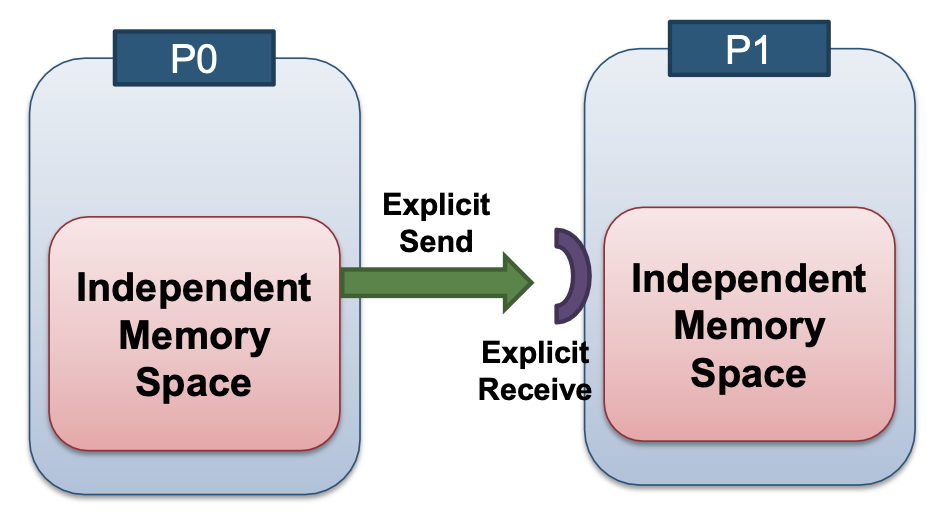 P0
P1
Explicit
Send
Independent
Memory
Space
Explicit
Receive
Independent
Memory
Space